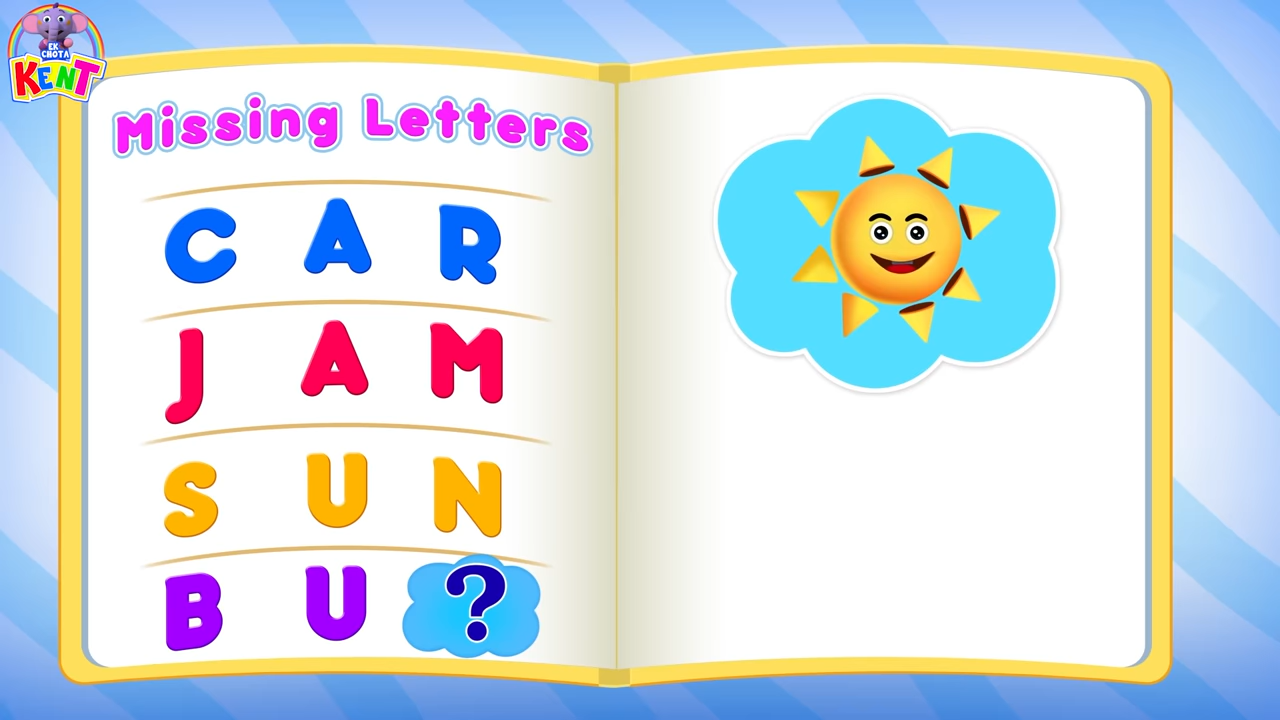 EK
CHOTA
KENT
Missing Letters
C A R
J A M
S U N
B U ?